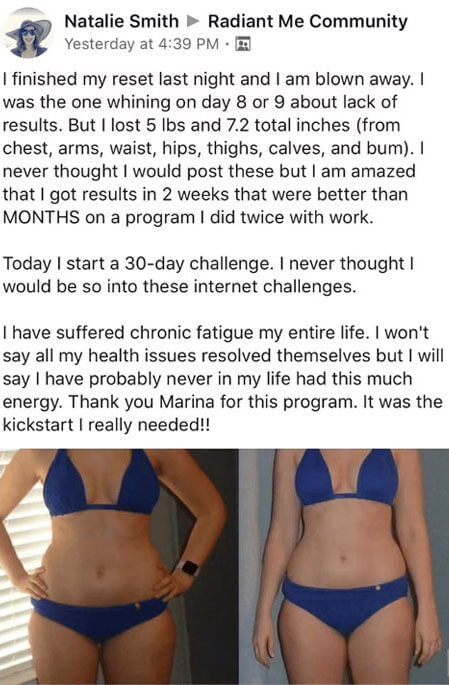 Natalie Smith ▶ Radiant Me Community
Yesterday at 4:39 PM ·
I finished my reset last night and I am blown away. I
was the one whining on day 8 or 9 about lack of
results. But I lost 5 lbs and 7.2 total inches (from
chest, arms, waist, hips, thighs, calves, and bum). I
never thought I would post these but I am amazed
that I got results in 2 weeks that were better than
MONTHS on a program I did twice with work.
Today I start a 30-day challenge. I never thought I
would be so into these internet challenges.
I have suffered chronic fatigue my entire life. I won't
say all my health issues resolved themselves but I will
say I have probably never in my life had this much
energy. Thank you Marina for this program. It was the
kickstart I really needed!!